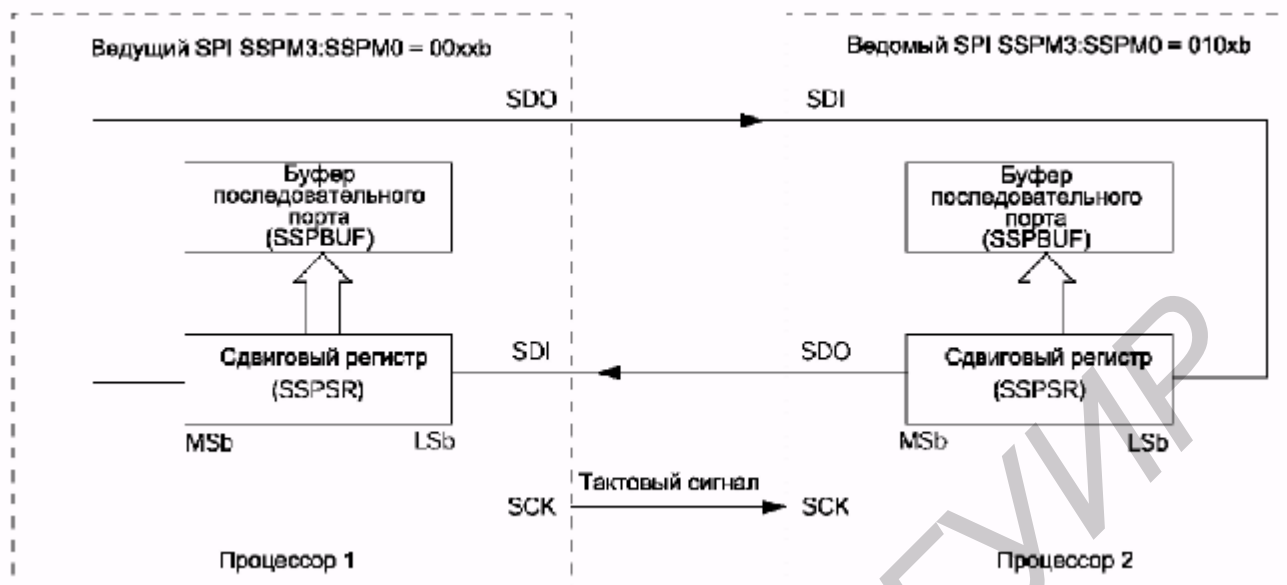 Ведущий SPI SSPM3:SSPM0 = 00xxb
Ведомый SPI SSPM3:SSPM0 = 010xb
SDO
SDI
Буфер
последовательного
порта
(SSPBUF)
Буфер
последовательного
порта
(SSPBUF)
Сдвиговый регистр
(SSPSR)
SDI
SDO
Сдвиговый регистр
(SSPSR)
MSb
LSb
MSb
LSb
Тактовый сигнал
SCK
SCK
Процессор 1
Процессор 2
ГУИР